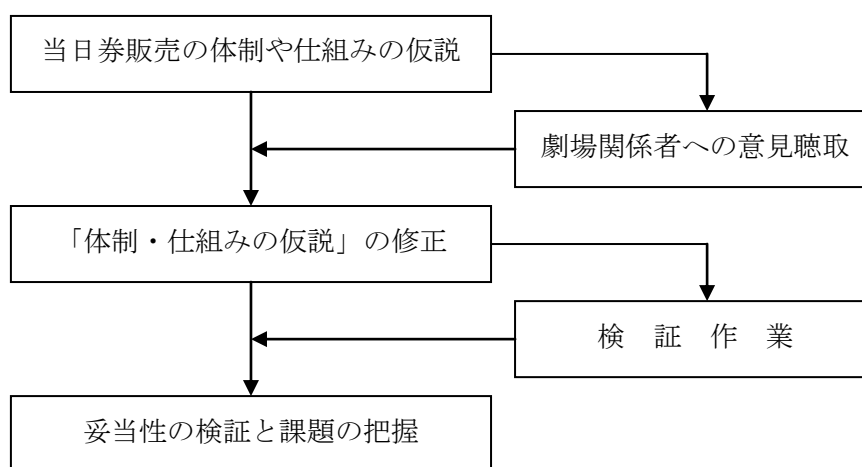 当日券販売の体制や仕組みの仮説
劇場関係者への意見聴取
「体制・仕組みの仮説」の修正
検　証　作　業
妥当性の検証と課題の把握